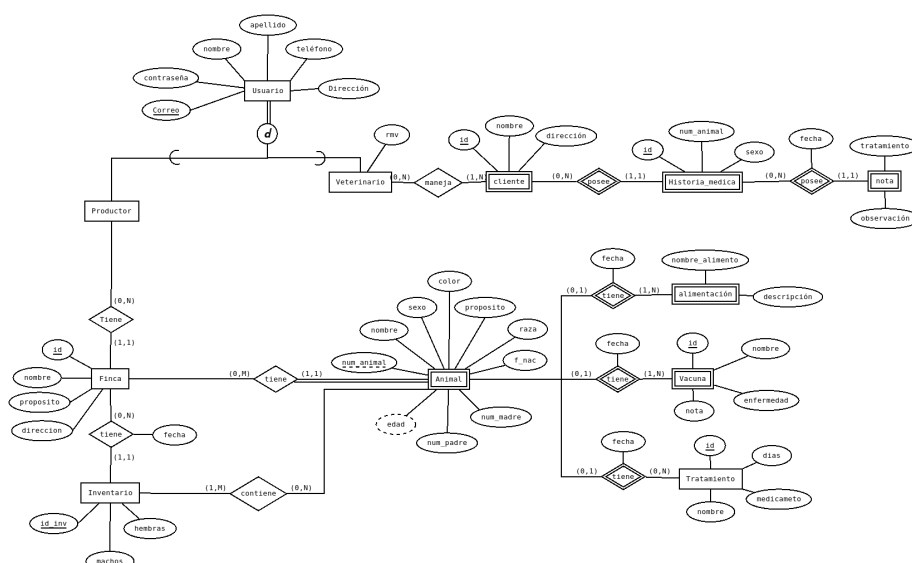 apellido
nombre
teléfono
contraseña
Usuario
Dirección
Correo
d
rmv
id
nombre
dirección
num_animal
id
sexo
fecha
tratamiento
Veterinario
(0,N)
maneja
(1,N)
cliente
(0,N)
posee
(1,1)
Historia_medica
(0,N)
posee
(1,1)
nota
observación
Productor
(0,N)
Tiene
(1,1)
id
nombre
Finca
proposito
direccion
(0,M)
tiene
(1,1)
color
sexo
proposito
nombre
raza
num_animal
f_nac
Animal
edad
num_madre
num_padre
fecha
nombre_alimento
(0,1)
tiene
(1,N)
alimentación
descripción
fecha
id
nombre
(0,1)
tiene
(1,N)
Vacuna
enfermedad
nota
fecha
id
dias
(0,1)
tiene
(0,N)
Tratamiento
medicameto
nombre
(0,N)
tiene
fecha
(1,1)
Inventario
(1,M)
contiene
(0,N)
id_inv
hembras
machos